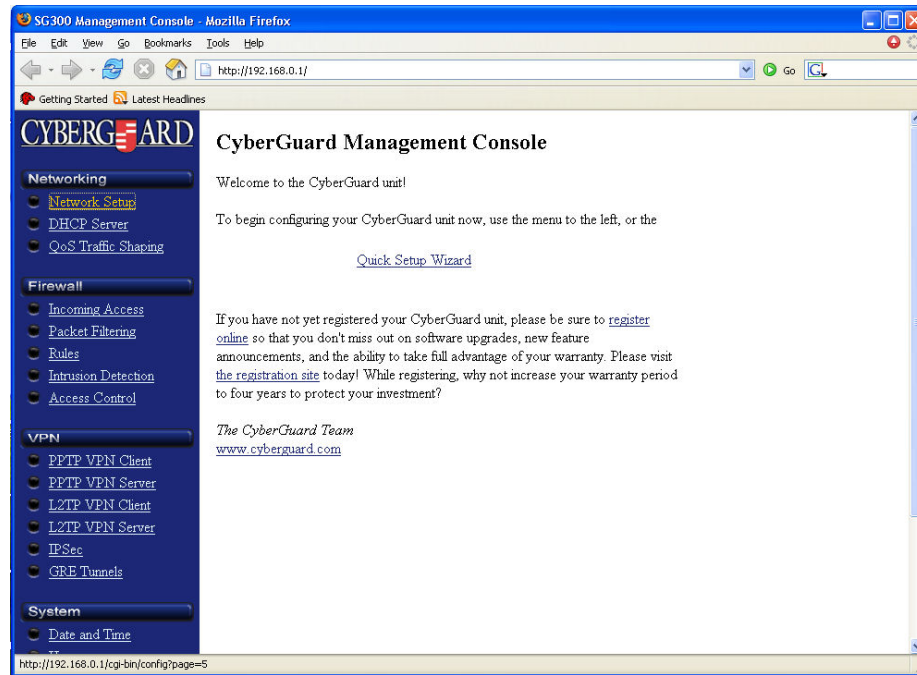 SG300 Management Console - Mozilla Firefox
File Edit View Go Bookmarks Tools Help
http://192.168.0.1/
Go
G
Getting Started Latest Headlines
CYBERGUARD
Networking
Network Setup
DHCP Server
QoS Traffic Shaping
Firewall
Incoming Access
Packet Filtering
Rules
Intrusion Detection
Access Control
VPN
PPTP VPN Client
PPTP VPN Server
L2TP VPN Client
L2TP VPN Server
IPSec
GRE Tunnels
System
Date and Time
CyberGuard Management Console
Welcome to the CyberGuard unit!
To begin configuring your CyberGuard unit now, use the menu to the left, or the
Quick Setup Wizard
If you have not yet registered your CyberGuard unit, please be sure to register
online so that you don't miss out on software upgrades, new feature
announcements, and the ability to take full advantage of your warranty. Please visit
the registration site today! While registering, why not increase your warranty period
to four years to protect your investment?
The CyberGuard Team
www.cyberguard.com
http://192.168.0.1/cgi-bin/config?page=5